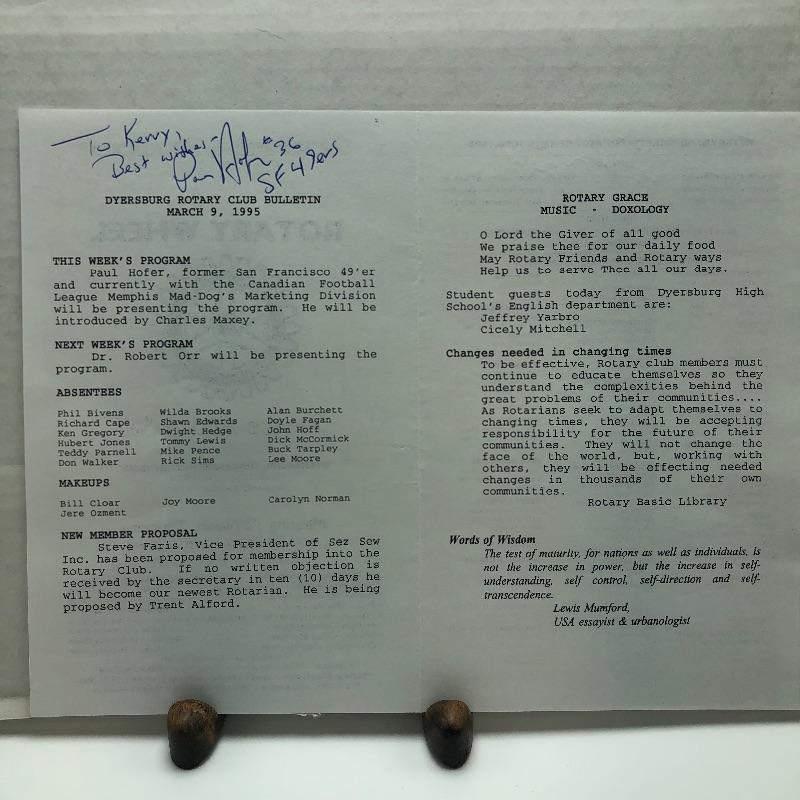 To Kerry,
Best wishes -
#36
SF 49ers
DYERSBURG ROTARY CLUB BULLETIN
MARCH 9, 1995
THIS WEEK'S PROGRAM
Paul Hofer, former San Francisco 49'er
and currently with the Canadian Football
League Memphis Mad-Dog's Marketing Division
will be presenting the program. He will be
introduced by Charles Maxey.
NEXT WEEK'S PROGRAM
Dr. Robert Orr will be presenting the
program.
ABSENTEES
Phil Bivens Wilda Brooks Alan Burchett
Richard Cape Shawn Edwards Doyle Fagan
Ken Gregory Dwight Hedge John Hoff
Hubert Jones Tommy Lewis Dick McCormick
Teddy Parnell Mike Pence Buck Tarpley
Don Walker Rick Sims Lee Moore
MAKEUPS
Bill Cloar Joy Moore Carolyn Norman
Jere Ozment
NEW MEMBER PROPOSAL
Steve Faris, Vice President of Sez Sew
Inc. has been proposed for membership into the
Rotary Club. If no written objection is
received by the secretary in ten (10) days he
will become our newest Rotarian. He is being
proposed by Trent Alford.
ROTARY GRACE
MUSIC - DOXOLOGY
O Lord the Giver of all good
We praise thee for our daily food
May Rotary Friends and Rotary ways
Help us to serve Thee all our days.
Student guests today from Dyersburg High
School's English department are:
Jeffrey Yarbro
Cicely Mitchell
Changes needed in changing times
To be effective, Rotary club members must
continue to educate themselves so they
understand the complexities behind the
great problems of their communities....
As Rotarians seek to adapt themselves to
changing times, they will be accepting
responsibility for the future of their
communities. They will not change the
face of the world, but, working with
others, they will be effecting needed
changes in thousands of their own
communities.
Rotary Basic Library
Words of Wisdom
The test of maturity, for nations as well as individuals, is
not the increase in power, but the increase in self-
understanding, self control, self-direction and self-
transcendence.
Lewis Mumford,
USA essayist & urbanologist